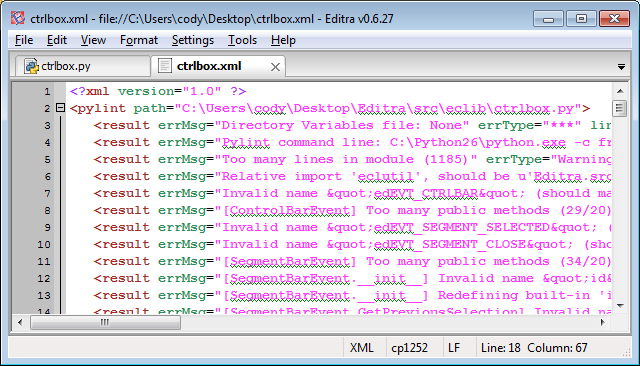 ctrlbox.xml - file://C:\Users\cody\Desktop\ctrlbox.xml - Editra v0.6.27
File Edit View Format Settings Tools Help
ctrlbox.py ctrlbox.xml
1 <?xml version="1.0" ?>
2 <pylint path="C:\Users\cody\Desktop\Editra\src\eclib\ctrlbox.py">
3 <result errMsg="Directory Variables file: None" errType="***" lin
4 <result errMsg="Pylint command line: C:\Python26\python.exe -c fr
5 <result errMsg="Too many lines in module (1185)" errType="Warning
6 <result errMsg="Relative import 'eclutil', should be u'Editra.src
7 <result errMsg="Invalid name &quot;edEVT_CTRLBAR&quot; (should ma
8 <result errMsg="[ControlBarEvent] Too many public methods (29/20)
9 <result errMsg="Invalid name &quot;edEVT_SEGMENT_SELECTED&quot; (
10 <result errMsg="Invalid name &quot;edEVT_SEGMENT_CLOSE&quot; (sho
11 <result errMsg="[SegmentBarEvent] Too many public methods (34/20)
12 <result errMsg="[SegmentBarEvent.__init__] Invalid name &quot;id&
13 <result errMsg="[SegmentBarEvent.__init__] Redefining built-in 'i
14 <result errMsg="[SegmentBarEvent.GetPreviousSelection] Invalid na
XML cp1252 LF Line: 18 Column: 67